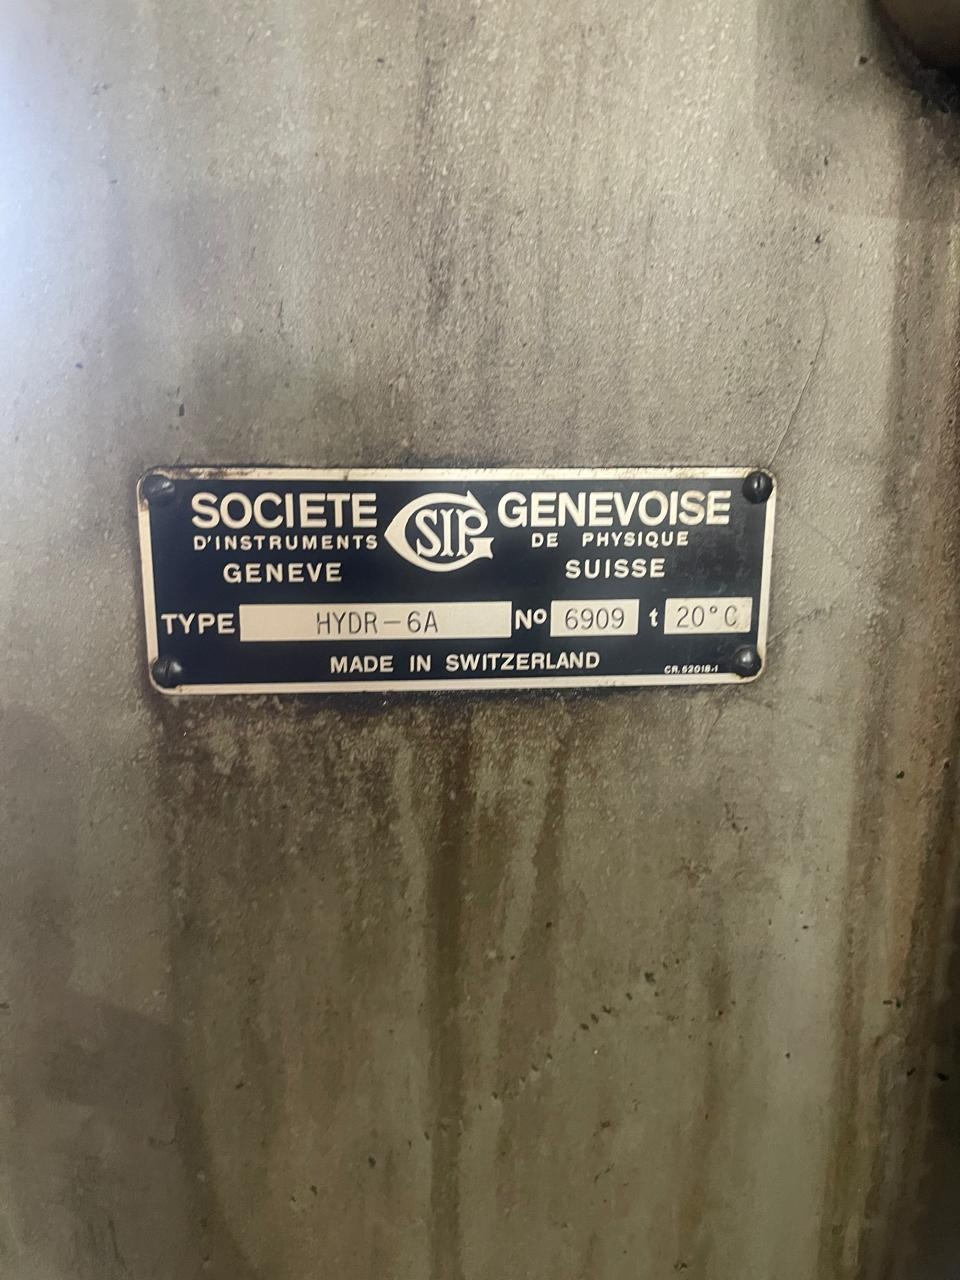 SOCIETE SIP GENEVOISE
D'INSTRUMENTS DE PHYSIQUE
GENEVE SUISSE
TYPE HYDR-6A No 6909 t 20°C
MADE IN SWITZERLAND CR.52018-1